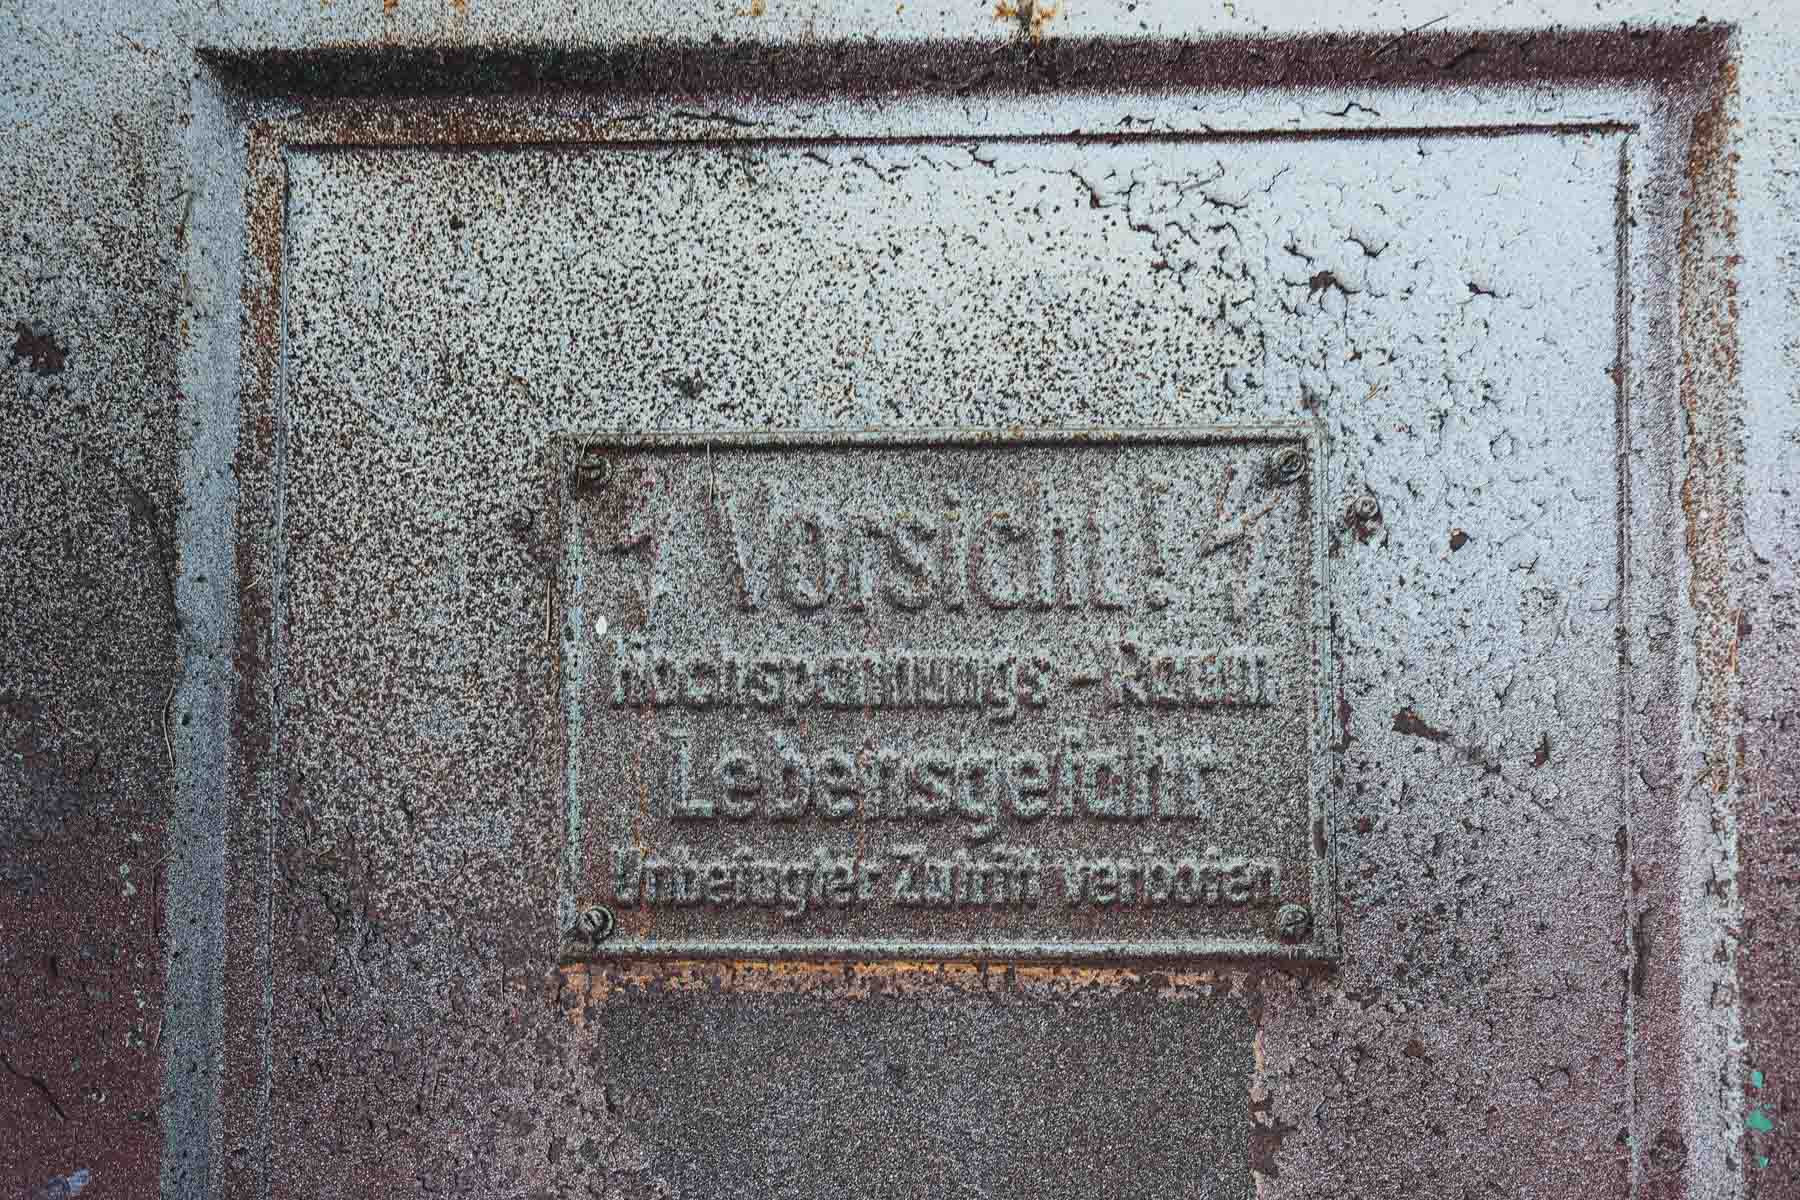 Vorsicht!
Hochspannungs-Raum
Lebensgefahr
Unbefugter Zutritt verboten